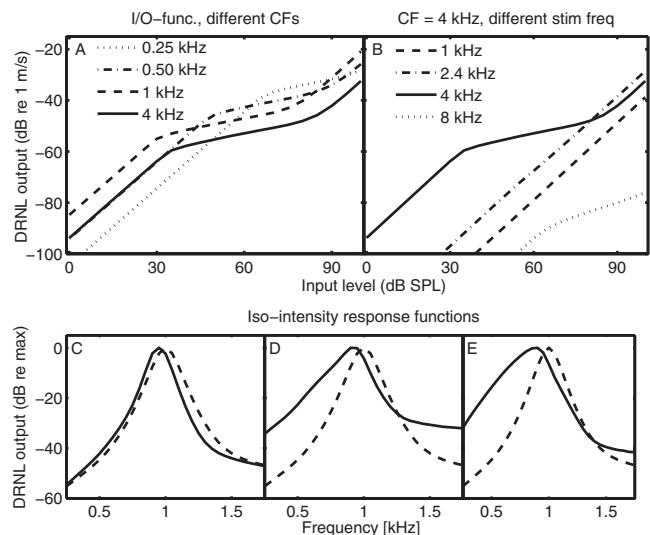 I/O−func., different CFs
CF = 4 kHz, different stim freq
A
0.25 kHz
0.50 kHz
1 kHz
4 kHz
B
1 kHz
2.4 kHz
4 kHz
8 kHz
DRNL output (dB re 1 m/s)
−20
−40
−60
−80
−100
0 30 60 90
0 30 60 90
Input level (dB SPL)
Iso−intensity response functions
C
D
E
DRNL output (dB re max)
0
−20
−40
−60
0.5 1 1.5
0.5 1 1.5
0.5 1 1.5
Frequency [kHz]